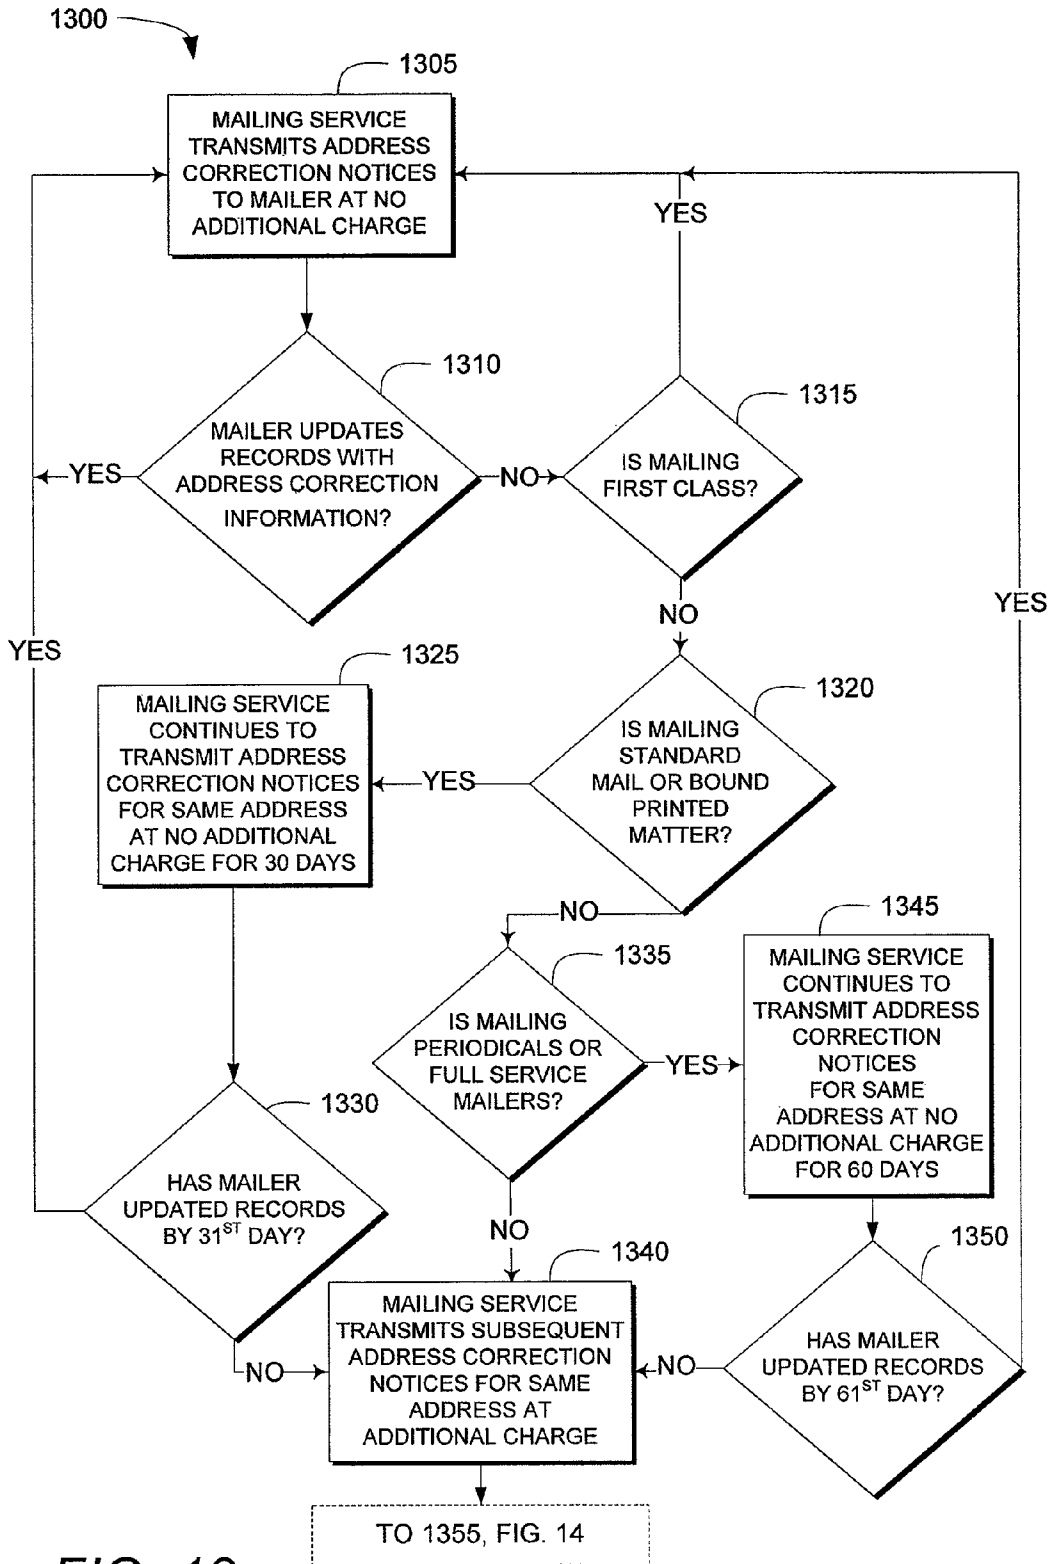 1300
1305
MAILING SERVICE
TRANSMITS ADDRESS
CORRECTION NOTICES
TO MAILER AT NO
ADDITIONAL CHARGE
YES
1310
MAILER UPDATES
RECORDS WITH
ADDRESS CORRECTION
INFORMATION?
YES
NO
1315
IS MAILING
FIRST CLASS?
NO
YES
YES
1320
IS MAILING
STANDARD
MAIL OR BOUND
PRINTED
MATTER?
YES
1325
MAILING SERVICE
CONTINUES TO
TRANSMIT ADDRESS
CORRECTION NOTICES
FOR SAME ADDRESS
AT NO ADDITIONAL
CHARGE FOR 30 DAYS
NO
1335
IS MAILING
PERIODICALS OR
FULL SERVICE
MAILERS?
YES
1345
MAILING SERVICE
CONTINUES TO
TRANSMIT ADDRESS
CORRECTION
NOTICES
FOR SAME
ADDRESS AT NO
ADDITIONAL CHARGE
FOR 60 DAYS
1330
HAS MAILER
UPDATED RECORDS
BY 31ST DAY?
NO
NO
1340
MAILING SERVICE
TRANSMITS SUBSEQUENT
ADDRESS CORRECTION
NOTICES FOR SAME
ADDRESS AT
ADDITIONAL CHARGE
NO
1350
HAS MAILER
UPDATED RECORDS
BY 61ST DAY?
TO 1355, FIG. 14